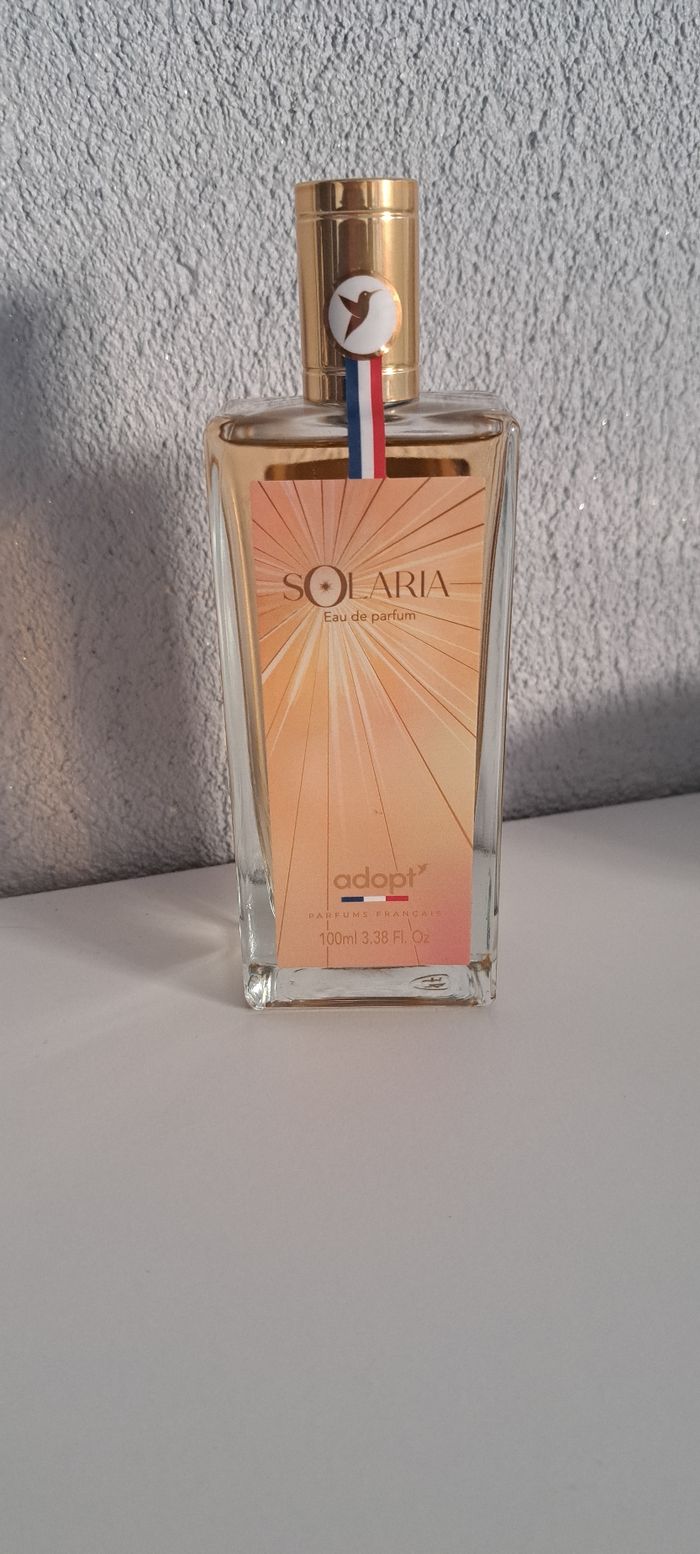 SOLARIA
Eau de parfum
adopt'
PARFUMS FRANÇAIS
100ml 3.38 Fl. Oz